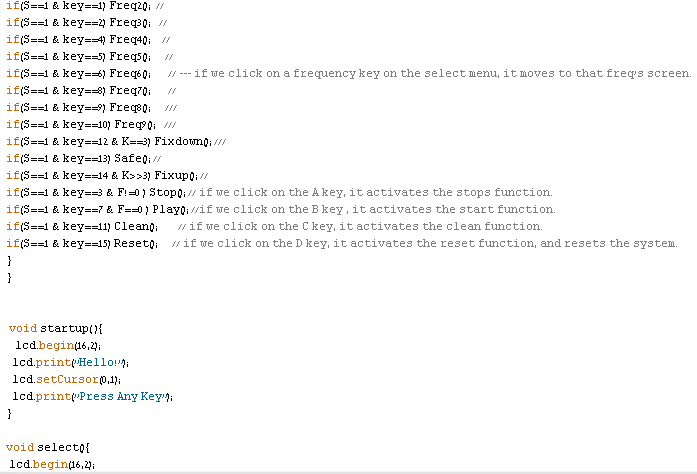 if(S==1 & key==1) Freq2(); //
if(S==1 & key==2) Freq3(); //
if(S==1 & key==4) Freq4(); //
if(S==1 & key==5) Freq5(); //
if(S==1 & key==6) Freq6(); // --- if we click on a frequency key on the select menu, it moves to that freq's screen.
if(S==1 & key==8) Freq7(); //
if(S==1 & key==9) Freq8(); ///
if(S==1 & key==10) Freq9(); ///
if(S==1 & key==12 & K==3) Fixdown();///
if(S==1 & key==13) Safe();//
if(S==1 & key==14 & K>>3) Fixup();//
if(S==1 & key==3 & F!=0 ) Stop();// if we click on the A key, it activates the stops function.
if(S==1 & key==7 & F==0 ) Play();//if we click on the B key , it activates the start function.
if(S==1 & key==11) Clean(); // if we click on the C key, it activates the clean function.
if(S==1 & key==15) Reset(); // if we click on the D key, it activates the reset function, and resets the system.
}
}
void startup(){
lcd.begin(16,2);
lcd.print("Hello!");
lcd.setCursor(0,1);
lcd.print("Press Any Key");
}
void select(){
lcd.begin(16,2);